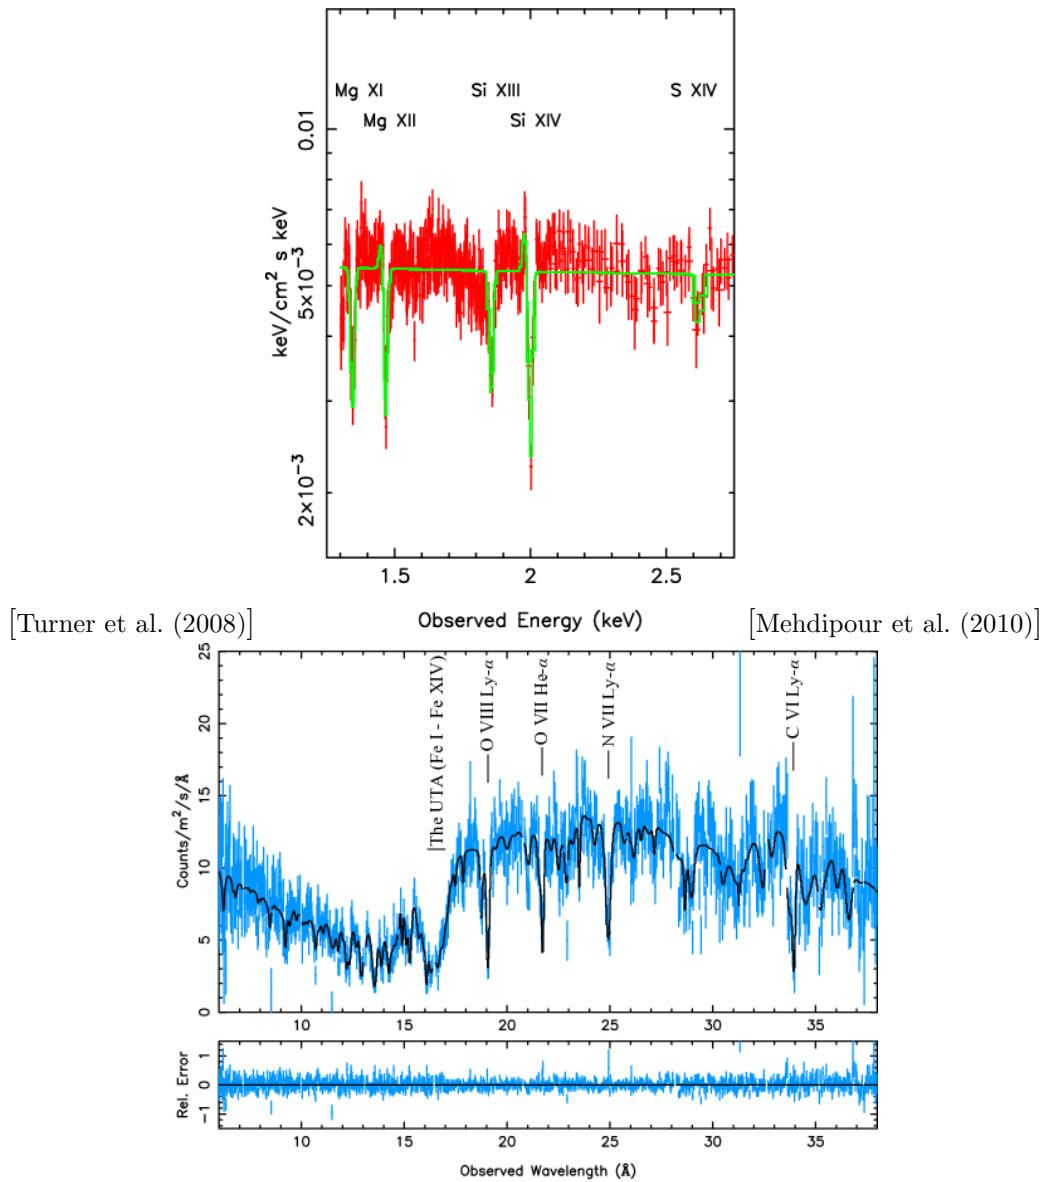 Mg XI Si XIII S XIV
Mg XII Si XIV
0.01
5×10⁻³
2×10⁻³
keV/cm² s keV
1.5 2 2.5
Observed Energy (keV)
[Turner et al. (2008)] [Mehdipour et al. (2010)]
The UTA (Fe I - Fe XIV)
O VIII Ly-α
O VII He-α
N VII Ly-α
C VI Ly-α
25
20
15
10
5
0
Counts/m²/s/Å
10 15 20 25 30 35
1
0
−1
Rel. Error
10 15 20 25 30 35
Observed Wavelength (Å)